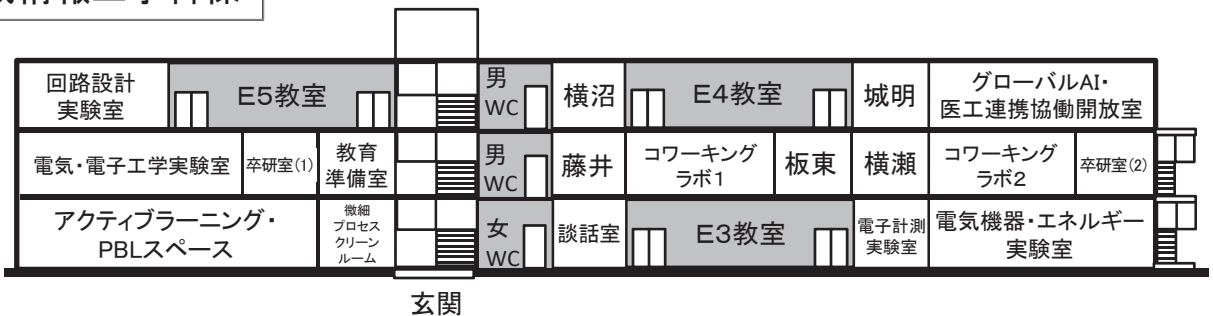 回路設計
実験室
E5教室
男
WC
横沼
E4教室
城明
グローバルAI・
医工連携協働開放室
電気・電子工学実験室
卒研室(1)
教育
準備室
男
WC
藤井
コワーキング
ラボ1
板東
横瀬
コワーキング
ラボ2
卒研室(2)
アクティブラーニング・
PBLスペース
微細
プロセス
クリーン
ルーム
女
WC
談話室
E3教室
電子計測
実験室
電気機器・エネルギー
実験室
玄関